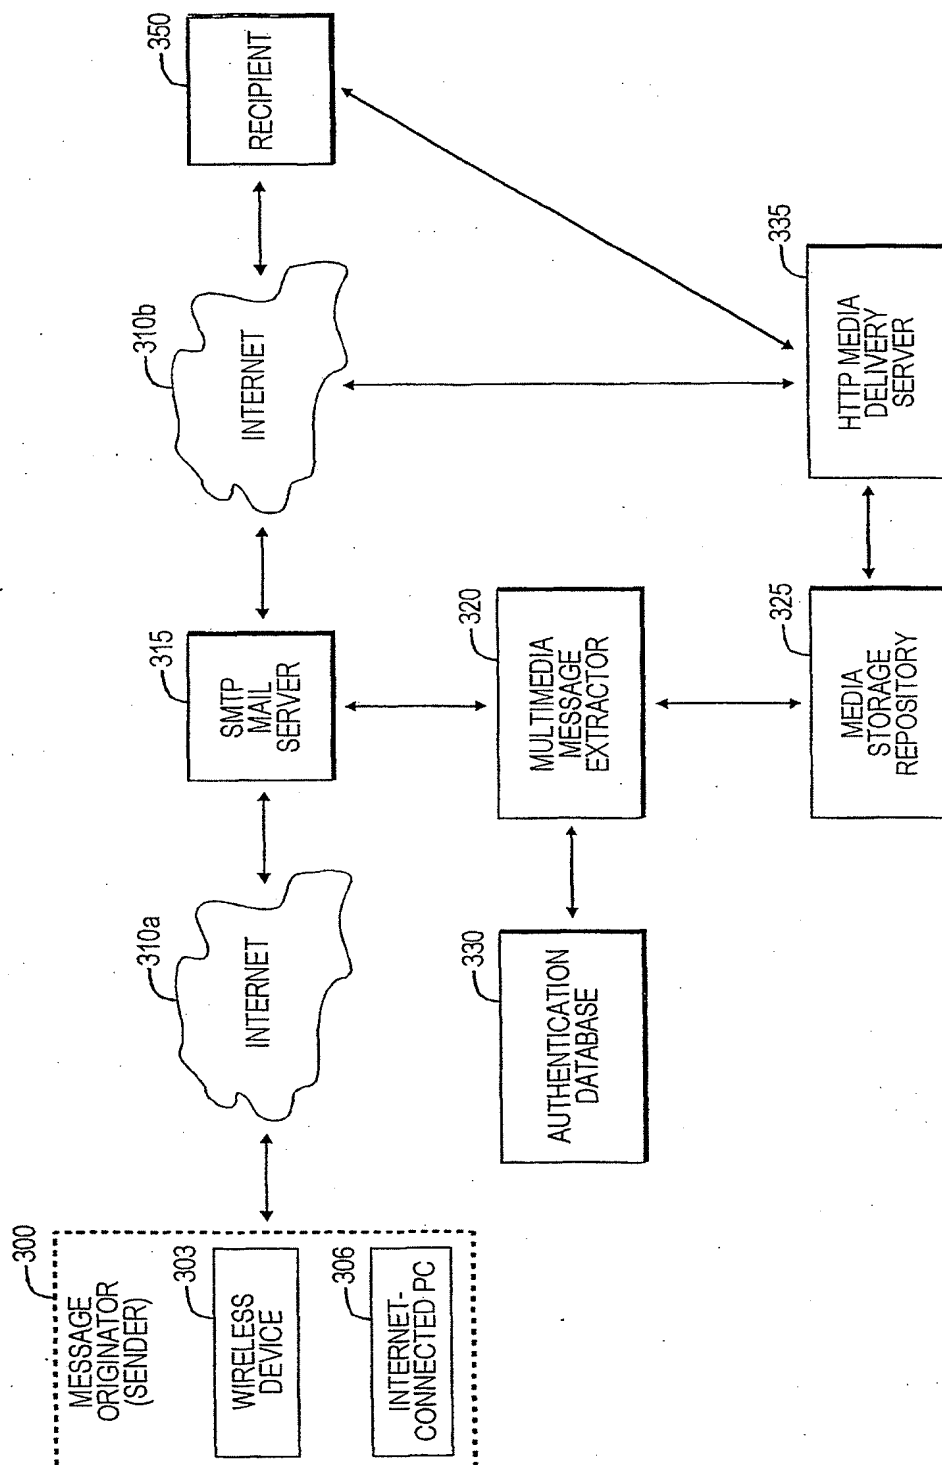 300
MESSAGE
ORIGINATOR
(SENDER)
303
WIRELESS
DEVICE
306
INTERNET-
CONNECTED PC
310a
INTERNET
315
SMTP
MAIL
SERVER
310b
INTERNET
350
RECIPIENT
330
AUTHENTICATION
DATABASE
320
MULTIMEDIA
MESSAGE
EXTRACTOR
325
MEDIA
STORAGE
REPOSITORY
335
HTTP MEDIA
DELIVERY
SERVER